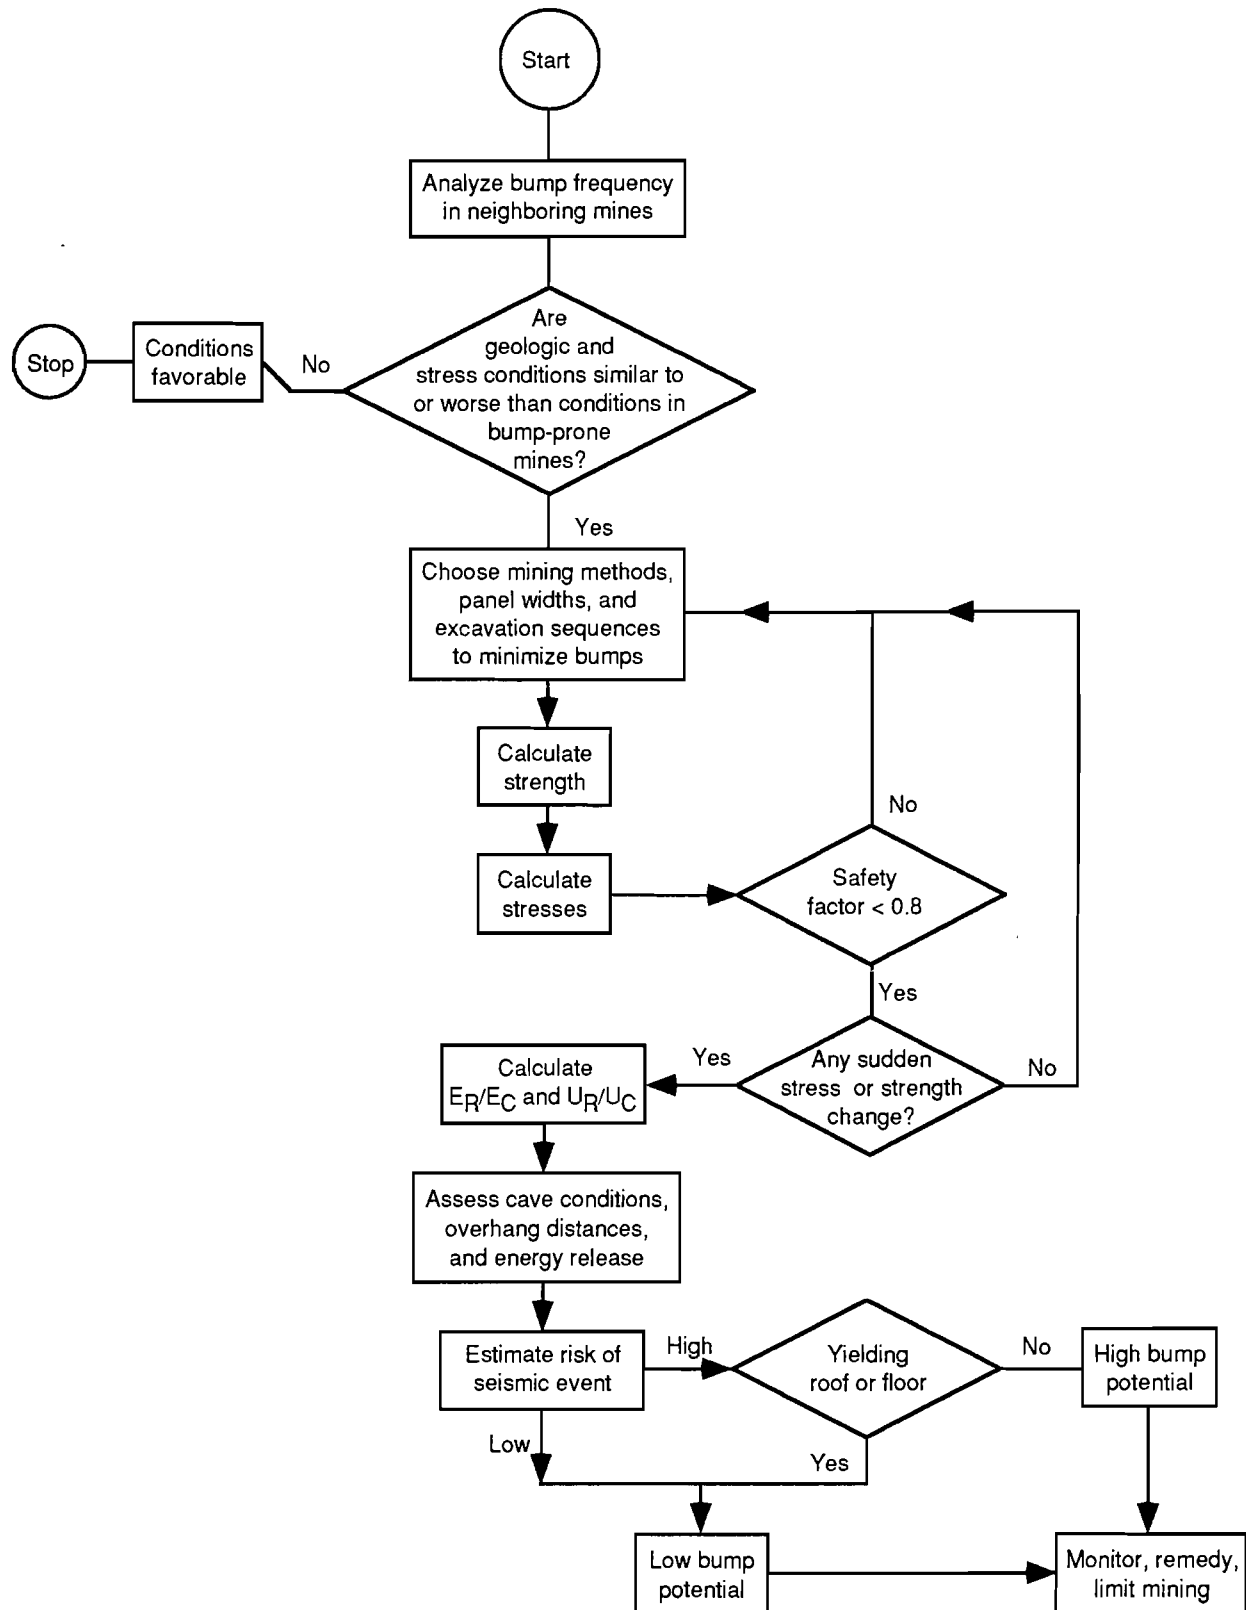 Start
Analyze bump frequency
in neighboring mines
Are
geologic and
stress conditions similar to
or worse than conditions in
bump-prone
mines?
No
Conditions
favorable
Stop
Yes
Choose mining methods,
panel widths, and
excavation sequences
to minimize bumps
Calculate
strength
Calculate
stresses
No
Safety
factor < 0.8
Yes
Any sudden
stress or strength
change?
No
Yes
Calculate
ER/EC and UR/UC
Assess cave conditions,
overhang distances,
and energy release
Estimate risk of
seismic event
High
Low
Yielding
roof or floor
No
Yes
High bump
potential
Low bump
potential
Monitor, remedy,
limit mining